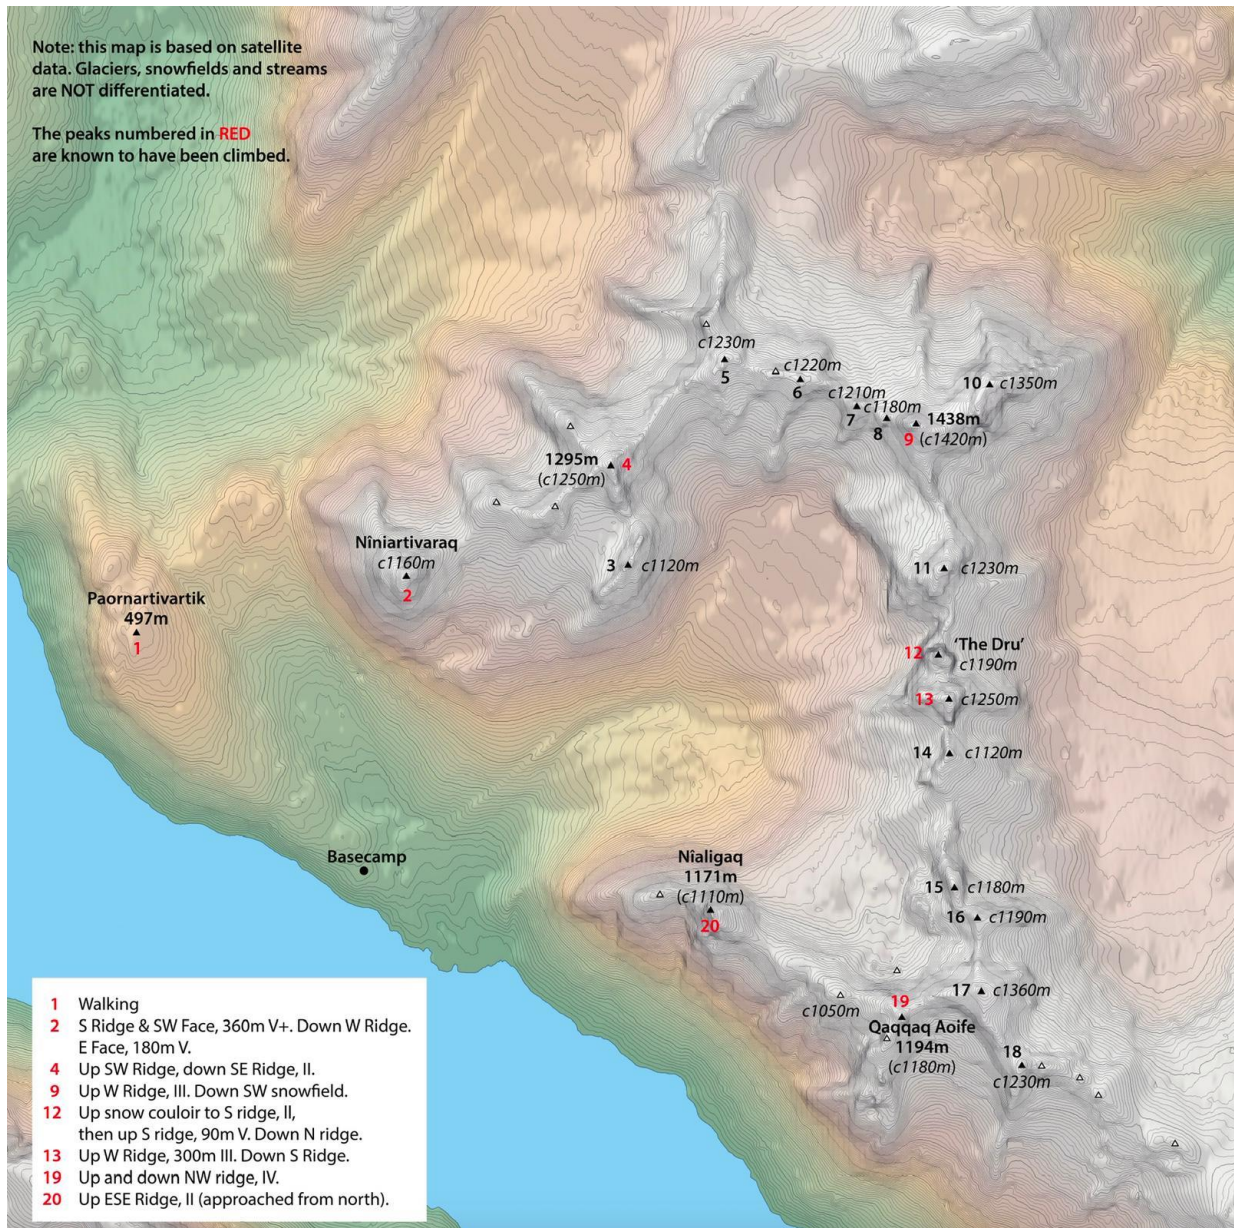 Note: this map is based on satellite
data. Glaciers, snowfields and streams
are NOT differentiated.
The peaks numbered in RED
are known to have been climbed.
c1230m
5
c1220m
6
c1210m
7
c1180m
8
10 c1350m
1438m
9 (c1420m)
1295m
(c1250m)
4
Nîniartivaraq
c1160m
2
3 c1120m
11 c1230m
Paornartivartik
497m
1
12 'The Dru'
c1190m
13 c1250m
14 c1120m
Basecamp
Nîaligaq
1171m
(c1110m)
20
15 c1180m
16 c1190m
17 c1360m
c1050m
19
Qaqqaq Aoife
1194m
(c1180m)
18
c1230m
1 Walking
2 S Ridge & SW Face, 360m V+. Down W Ridge.
E Face, 180m V.
4 Up SW Ridge, down SE Ridge, II.
9 Up W Ridge, III. Down SW snowfield.
12 Up snow couloir to S ridge, II,
then up S ridge, 90m V. Down N ridge.
13 Up W Ridge, 300m III. Down S Ridge.
19 Up and down NW ridge, IV.
20 Up ESE Ridge, II (approached from north).